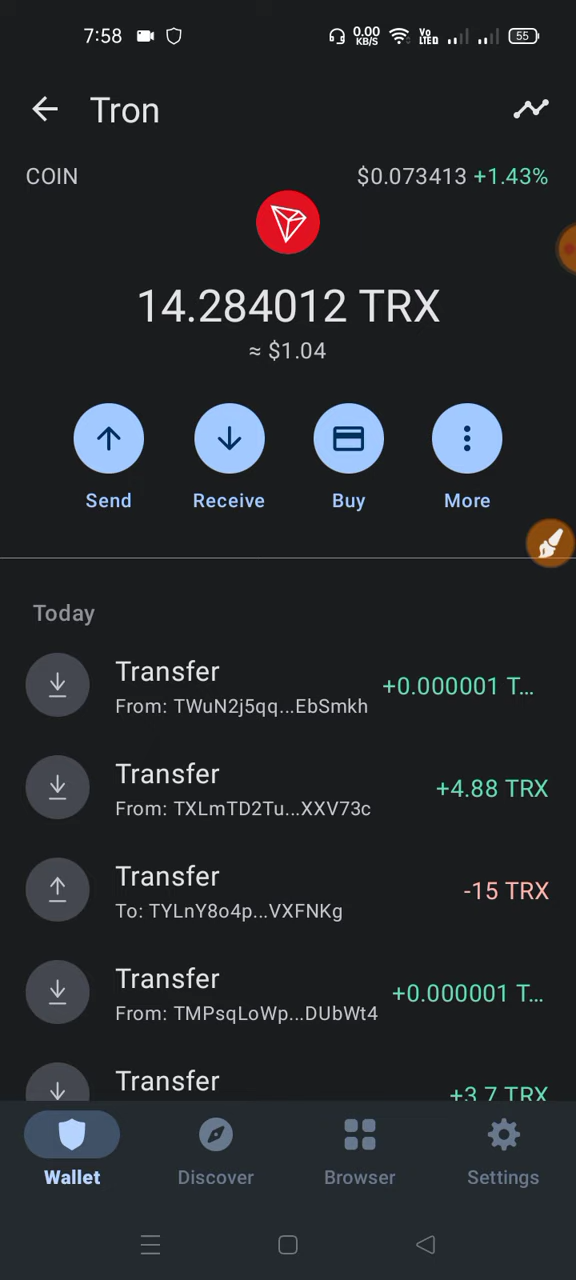 7:58 0.00 KB/S Vo LTED 55
Tron
COIN $0.073413 +1.43%
14.284012 TRX
≈ $1.04
Send Receive Buy More
Today
Transfer
From: TWuN2j5qq...EbSmkh +0.000001 T...
Transfer
From: TXLmTD2Tu...XXV73c +4.88 TRX
Transfer
To: TYLnY8o4p...VXFNKg -15 TRX
Transfer
From: TMPsqLoWp...DUbWt4 +0.000001 T...
Transfer +3.7 TRX
Wallet Discover Browser Settings